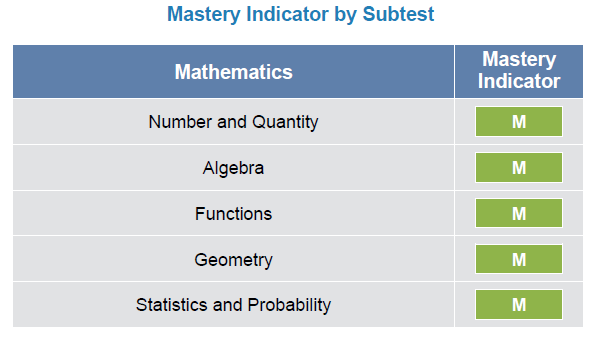 Mastery Indicator by Subtest
Mathematics
Mastery
Indicator
Number and Quantity M
Algebra M
Functions M
Geometry M
Statistics and Probability M